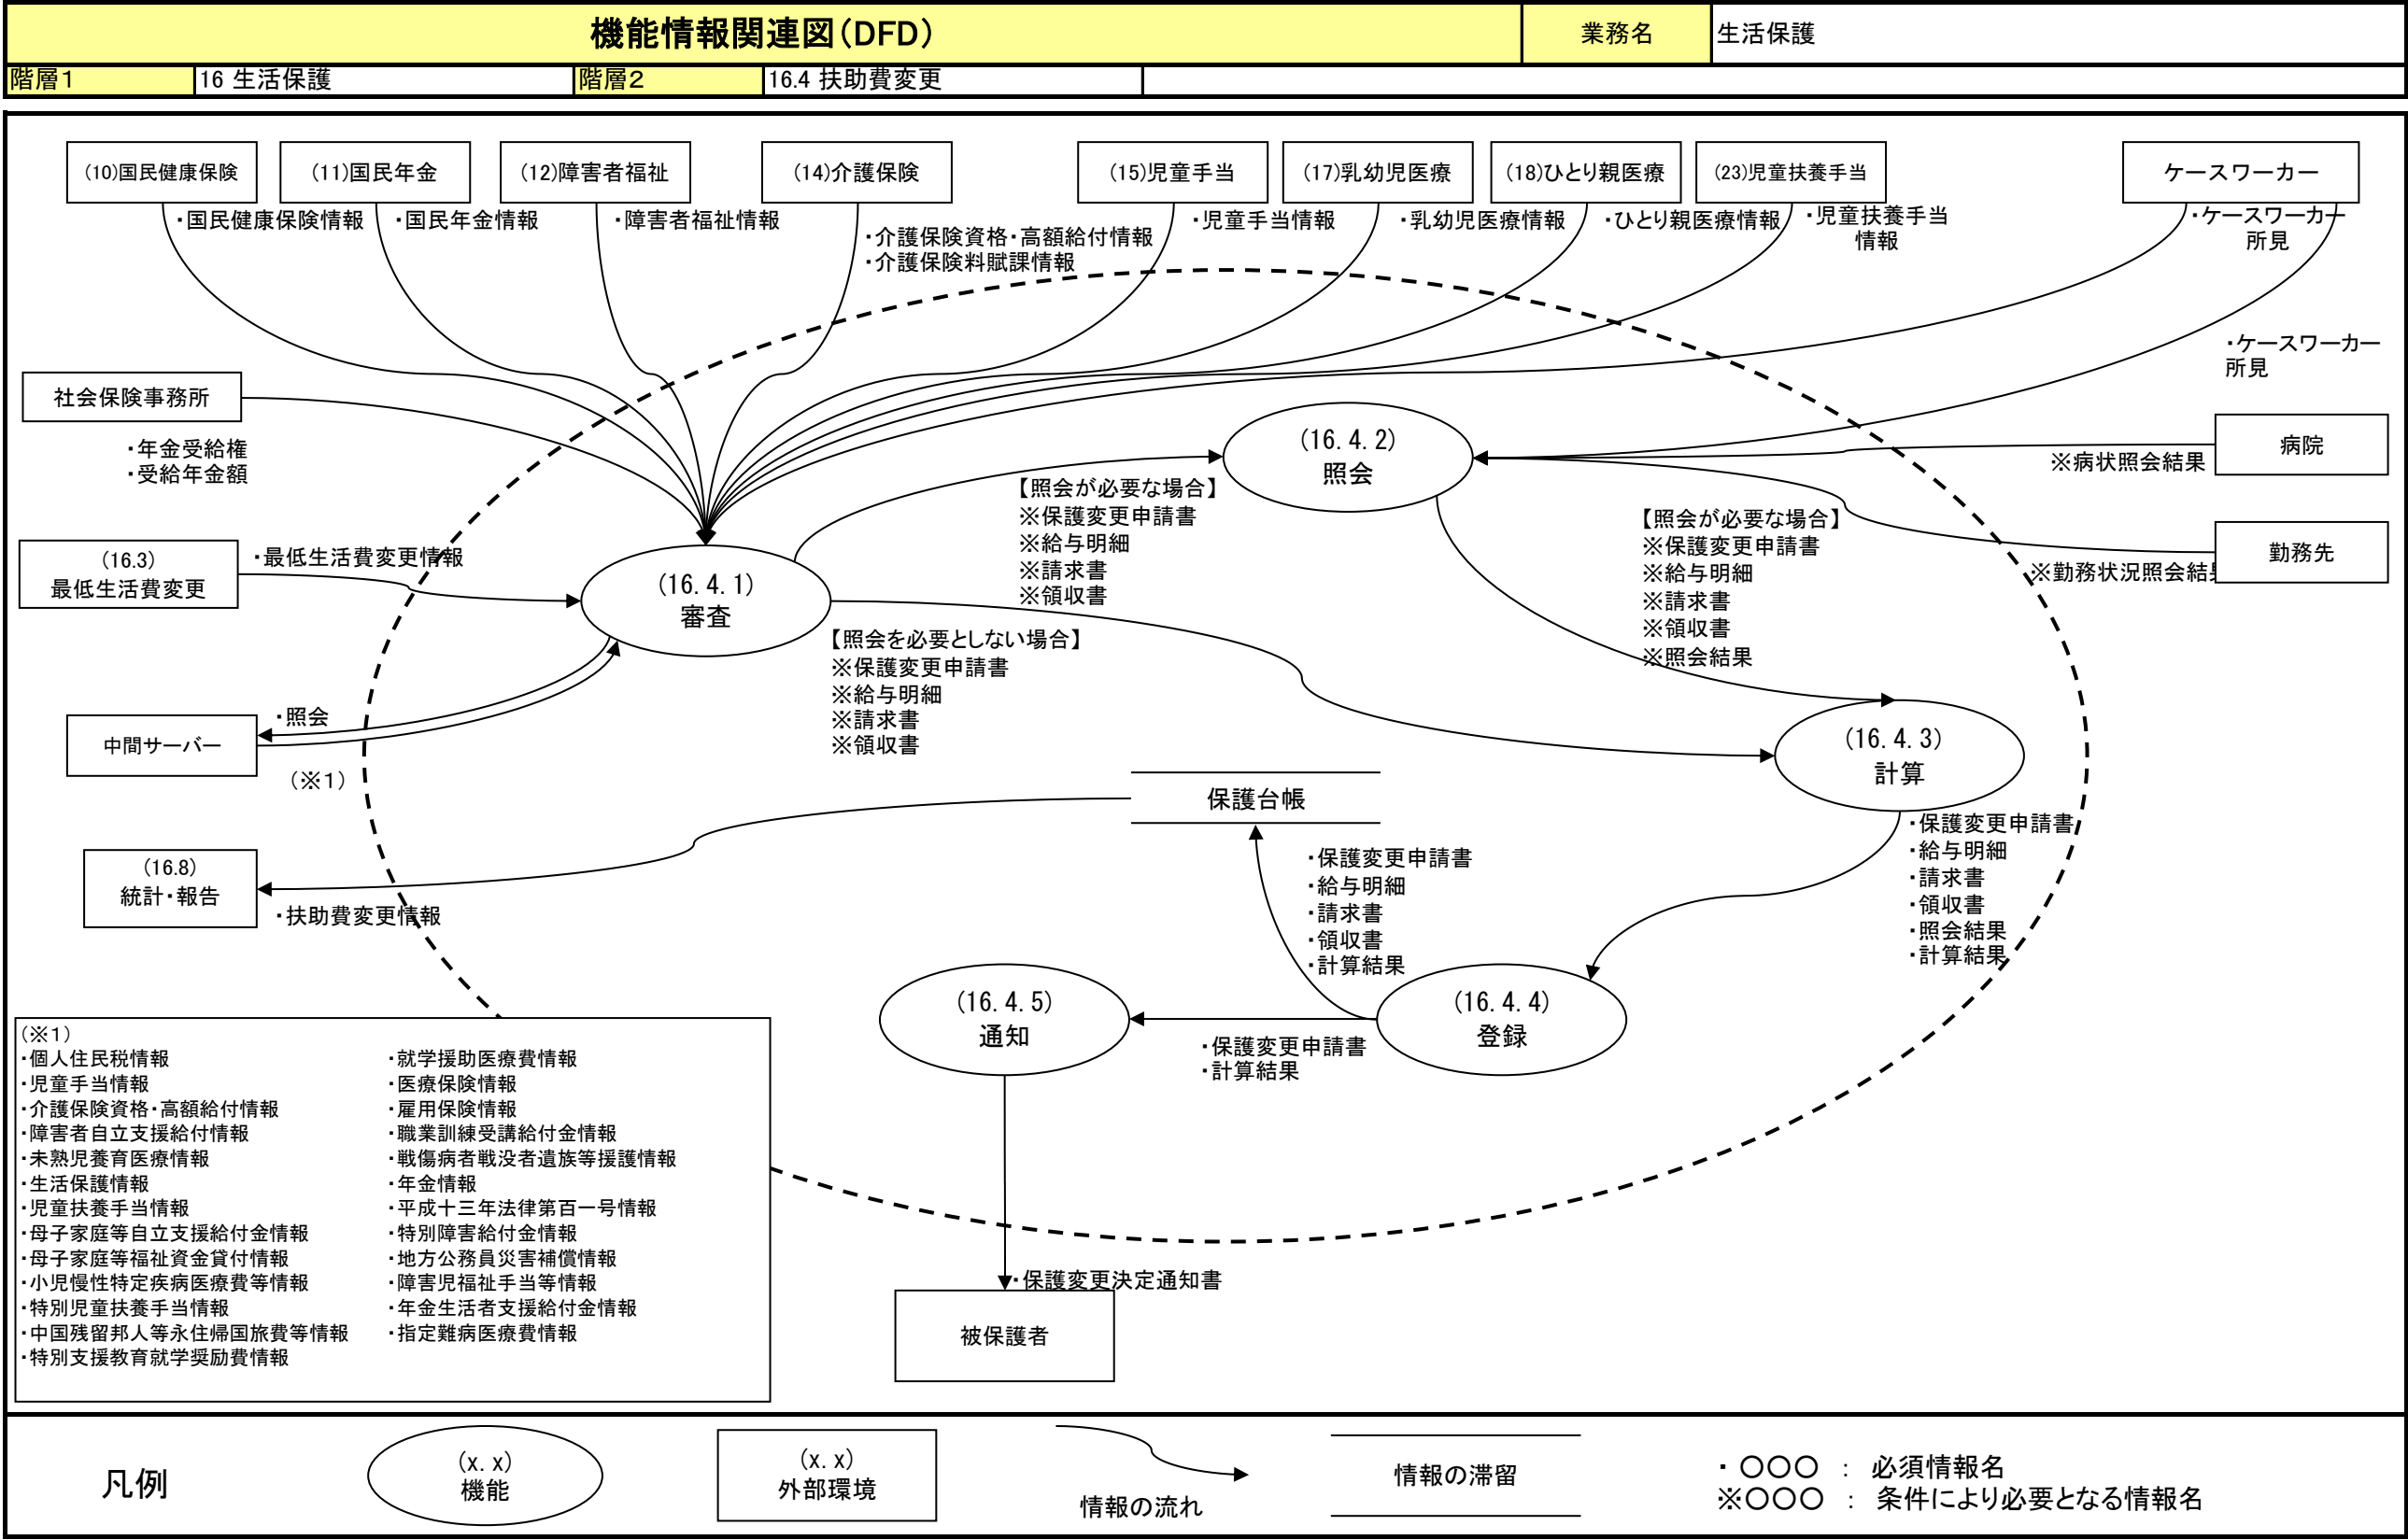 機能情報関連図(DFD)
業務名
生活保護
階層1
16 生活保護
階層2
16.4 扶助費変更
(10)国民健康保険
(11)国民年金
(12)障害者福祉
(14)介護保険
(15)児童手当
(17)乳幼児医療
(18)ひとり親医療
(23)児童扶養手当
ケースワーカー
・国民健康保険情報
・国民年金情報
・障害者福祉情報
・介護保険資格・高額給付情報
・介護保険料賦課情報
・児童手当情報
・乳幼児医療情報
・ひとり親医療情報
・児童扶養手当
情報
・ケースワーカー
所見
・ケースワーカー
所見
社会保険事務所
・年金受給権
・受給年金額
(16.4.2)
照会
病院
※病状照会結果
【照会が必要な場合】
※保護変更申請書
※給与明細
※請求書
※領収書
【照会が必要な場合】
※保護変更申請書
※給与明細
※請求書
※領収書
※照会結果
勤務先
※勤務状況照会結
(16.3)
最低生活費変更
・最低生活費変更情報
(16.4.1)
審査
【照会を必要としない場合】
※保護変更申請書
※給与明細
※請求書
※領収書
中間サーバー
・照会
(※1)
(16.4.3)
計算
保護台帳
・保護変更申請書
・給与明細
・請求書
・領収書
・照会結果
・計算結果
(16.8)
統計・報告
・扶助費変更情報
・保護変更申請書
・給与明細
・請求書
・領収書
・計算結果
(16.4.5)
通知
(16.4.4)
登録
・保護変更申請書
・計算結果
・保護変更決定通知書
被保護者
(※1)
・個人住民税情報
・児童手当情報
・介護保険資格・高額給付情報
・障害者自立支援給付情報
・未熟児養育医療情報
・生活保護情報
・児童扶養手当情報
・母子家庭等自立支援給付金情報
・母子家庭等福祉資金貸付情報
・小児慢性特定疾病医療費等情報
・特別児童扶養手当情報
・中国残留邦人等永住帰国旅費等情報
・特別支援教育就学奨励費情報
・就学援助医療費情報
・医療保険情報
・雇用保険情報
・職業訓練受講給付金情報
・戦傷病者戦没者遺族等援護情報
・年金情報
・平成十三年法律第百一号情報
・特別障害給付金情報
・地方公務員災害補償情報
・障害児福祉手当等情報
・年金生活者支援給付金情報
・指定難病医療費情報
凡例
(x.x)
機能
(x.x)
外部環境
情報の流れ
情報の滞留
・ 〇〇〇 : 必須情報名
※〇〇〇 : 条件により必要となる情報名